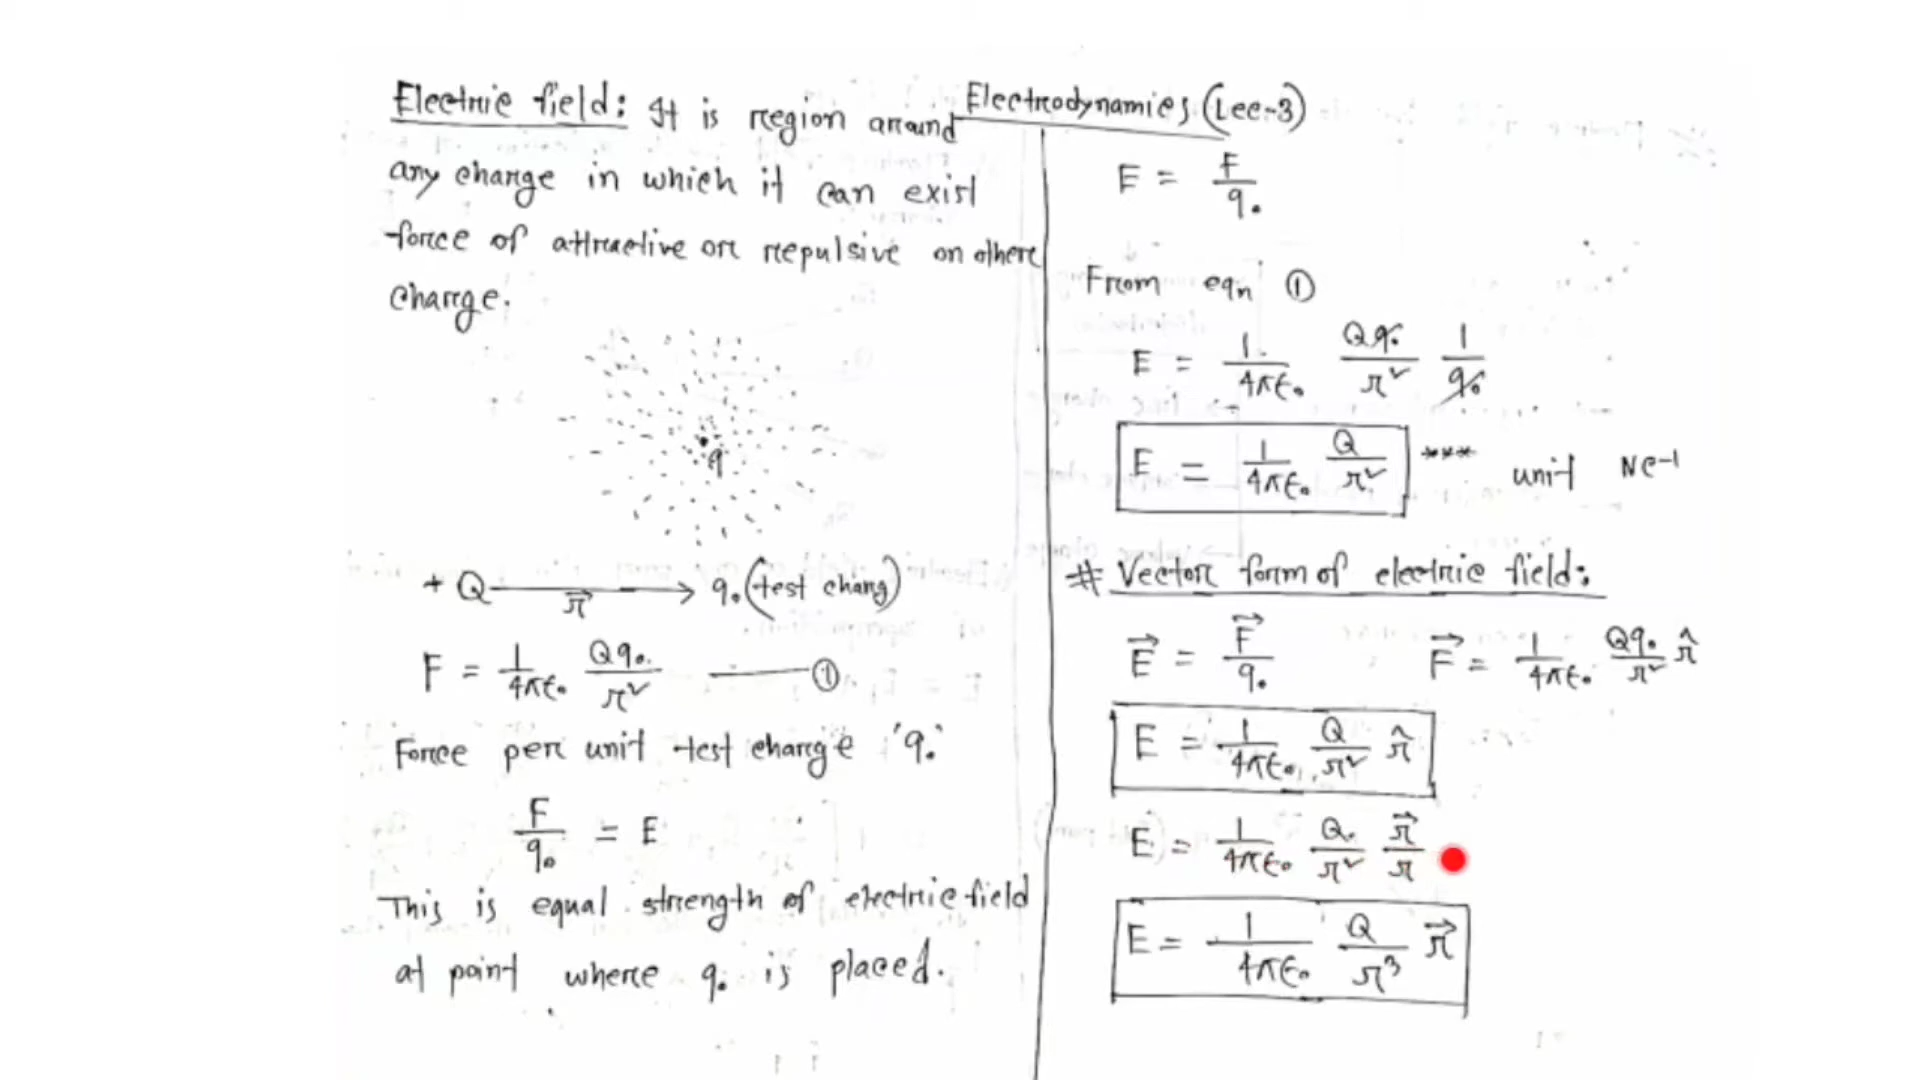 Electric field: It is region around
any charge in which it can exist
force of attractive or repulsive on othere
charge.
q
+ Q → q₀ (test charg)
r⃗
F = 1/4πε₀ Qq₀/r² —— ①
Force per unit test charge 'q₀'
F/q₀ = E
This is equal strength of electric field
at point where q₀ is placed.
Electrodynamics (Lec-3)
E = F/q₀
From eqn ①
E = 1/4πε₀ Qq₀/r² 1/q₀
E = 1/4πε₀ Q/r² *** unit NC⁻¹
# Vector form of electric field:
E⃗ = F⃗/q₀ F⃗ = 1/4πε₀ Qq₀/r² r̂
E = 1/4πε₀ Q/r² r̂
E = 1/4πε₀ Q/r² r⃗/r
E = 1/4πε₀ Q/r³ r⃗